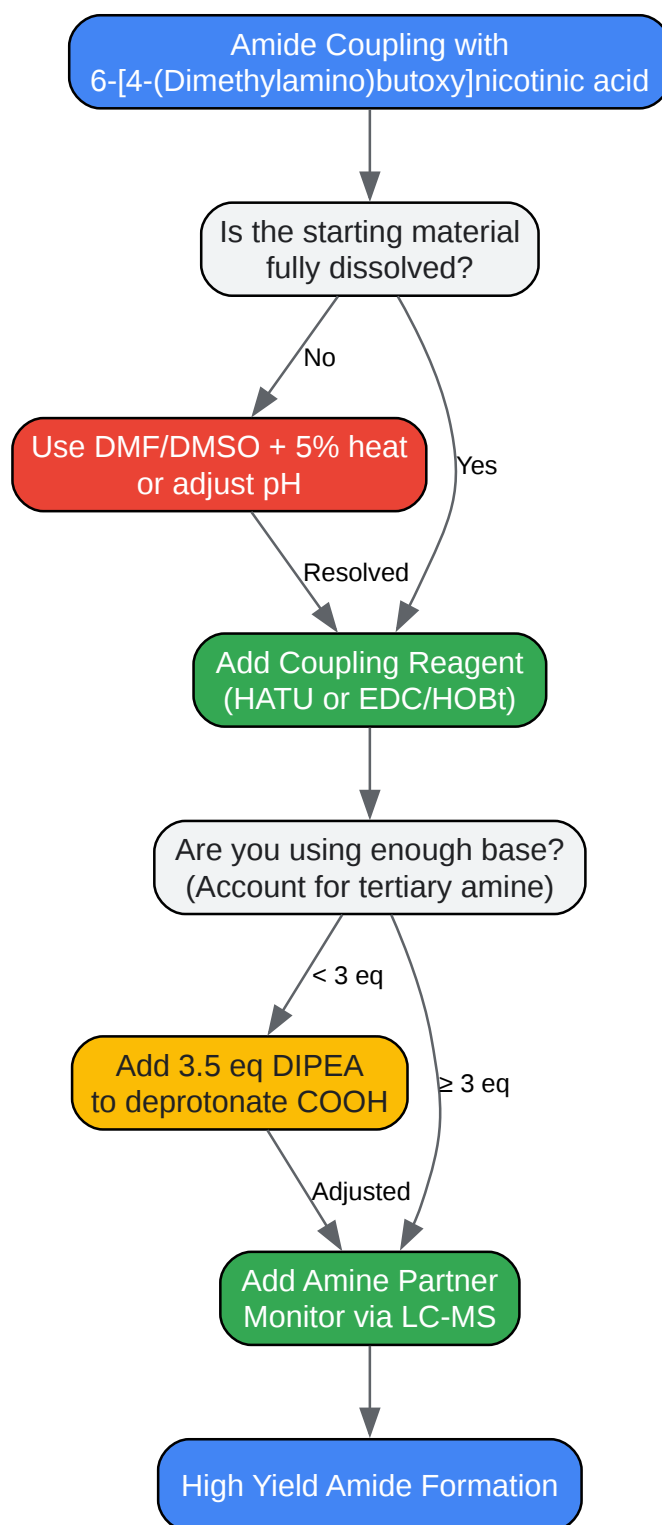 Amide Coupling with
6-[4-(Dimethylamino)butoxy]nicotinic acid
Is the starting material
fully dissolved?
No
Use DMF/DMSO + 5% heat
or adjust pH
Yes
Resolved
Add Coupling Reagent
(HATU or EDC/HOBt)
Are you using enough base?
(Account for tertiary amine)
< 3 eq
Add 3.5 eq DIPEA
to deprotonate COOH
≥ 3 eq
Adjusted
Add Amine Partner
Monitor via LC-MS
High Yield Amide Formation